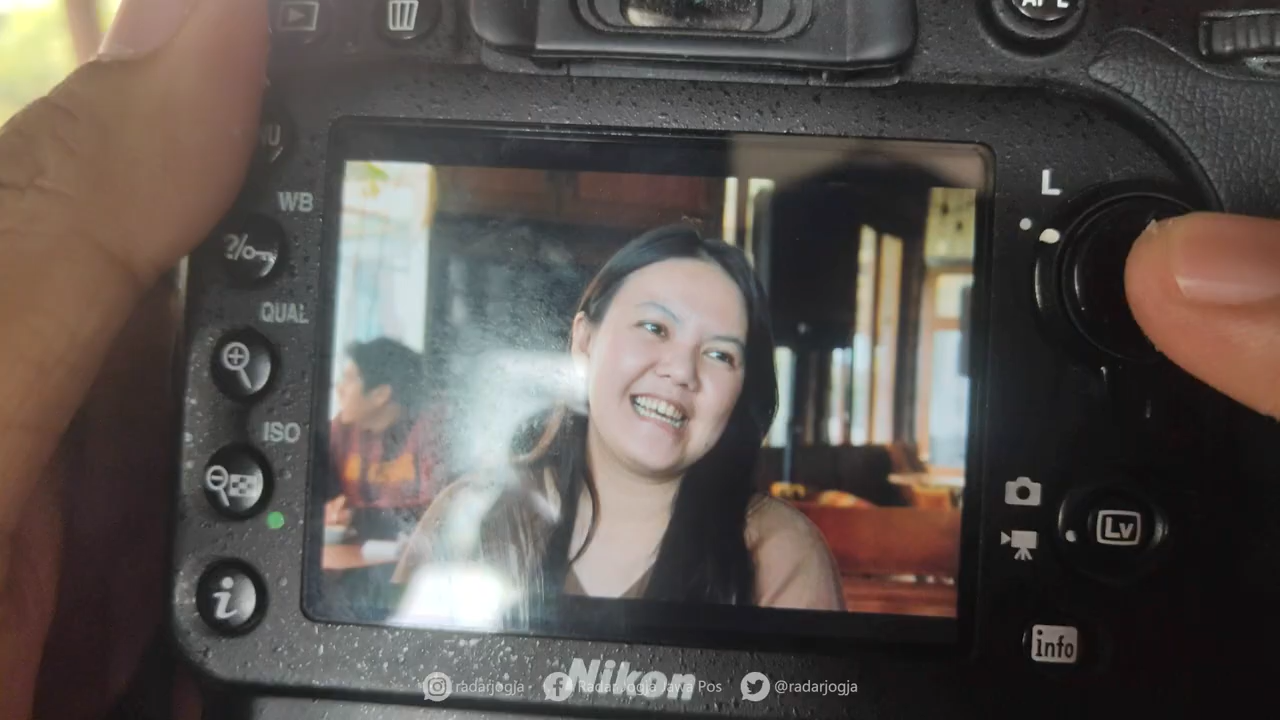 AF-L
WB
?
QUAL
ISO
i
L
Lv
info
Nikon
radarjogja
Radar Jogja Jawa Pos
@radarjogja